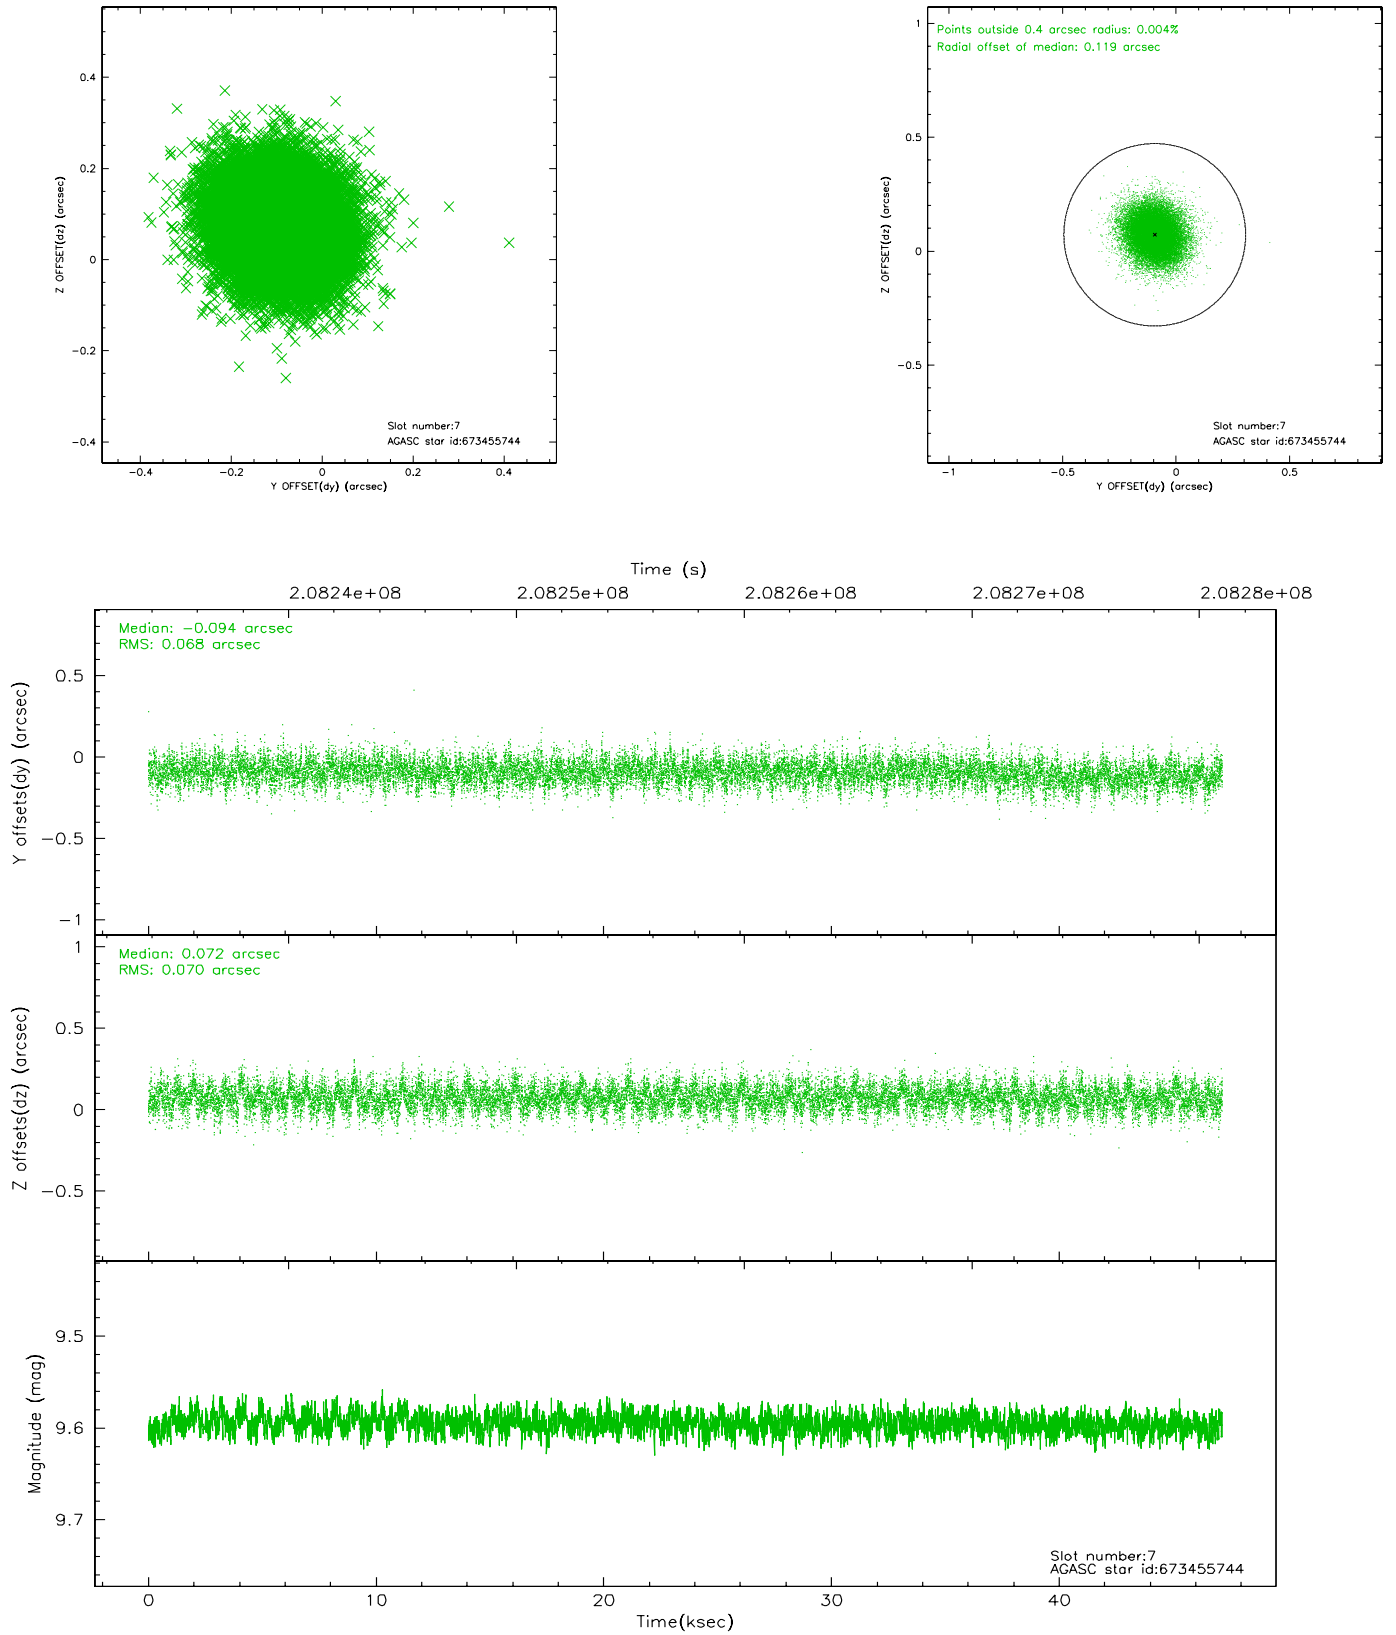 0.4
0.2
0
-0.2
-0.4
Z OFFSET(dz) (arcsec)
-0.4 -0.2 0 0.2 0.4
Y OFFSET(dy) (arcsec)
Slot number:7
AGASC star id:673455744
Points outside 0.4 arcsec radius: 0.004%
Radial offset of median: 0.119 arcsec
1
0.5
0
-0.5
Z OFFSET(dz) (arcsec)
-1 -0.5 0 0.5
Y OFFSET(dy) (arcsec)
Slot number:7
AGASC star id:673455744
Time (s)
2.0824e+08 2.0825e+08 2.0826e+08 2.0827e+08 2.0828e+08
Median: -0.094 arcsec
RMS: 0.068 arcsec
0.5
0
-0.5
-1
Y offsets(dy) (arcsec)
Median: 0.072 arcsec
RMS: 0.070 arcsec
1
0.5
0
-0.5
Z offsets(dz) (arcsec)
9.5
9.6
9.7
Magnitude (mag)
Slot number:7
AGASC star id:673455744
0 10 20 30 40
Time(ksec)